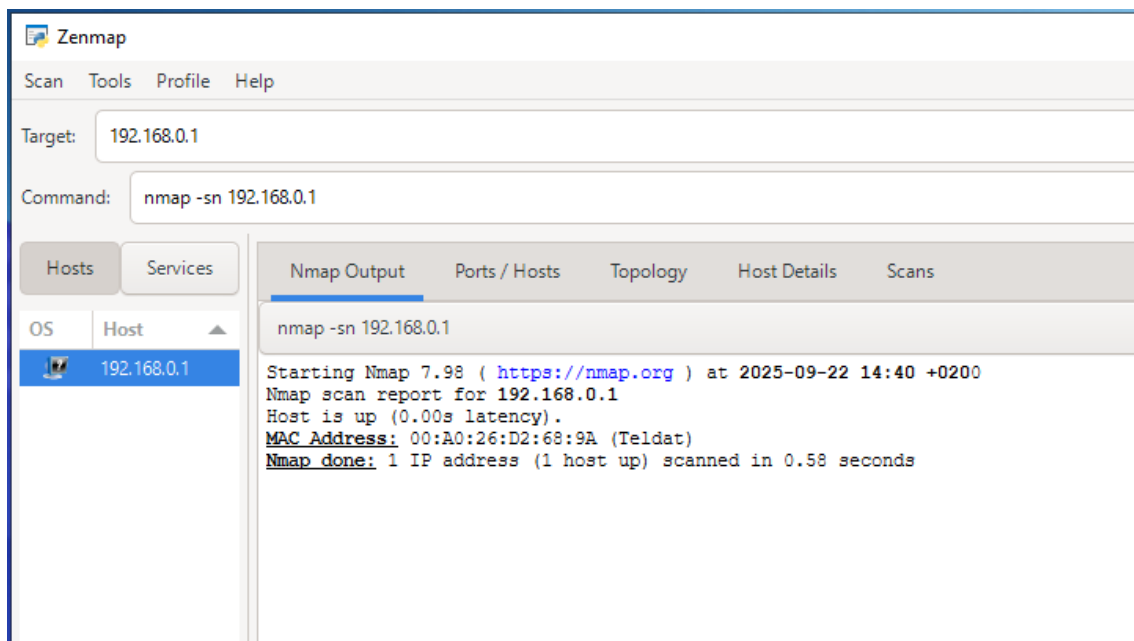 Zenmap
Scan Tools Profile Help
Target: 192.168.0.1
Command: nmap -sn 192.168.0.1
Hosts Services
Nmap Output Ports / Hosts Topology Host Details Scans
OS Host
nmap -sn 192.168.0.1
192.168.0.1
Starting Nmap 7.98 ( https://nmap.org ) at 2025-09-22 14:40 +0200
Nmap scan report for 192.168.0.1
Host is up (0.00s latency).
MAC Address: 00:A0:26:D2:68:9A (Teldat)
Nmap done: 1 IP address (1 host up) scanned in 0.58 seconds